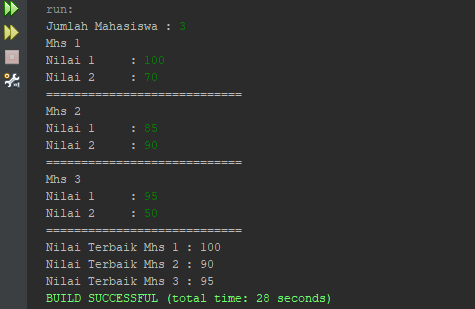 run:
Jumlah Mahasiswa : 3
Mhs 1
Nilai 1     : 100
Nilai 2     : 70
============================
Mhs 2
Nilai 1     : 85
Nilai 2     : 90
============================
Mhs 3
Nilai 1     : 95
Nilai 2     : 50
============================
Nilai Terbaik Mhs 1 : 100
Nilai Terbaik Mhs 2 : 90
Nilai Terbaik Mhs 3 : 95
BUILD SUCCESSFUL (total time: 28 seconds)